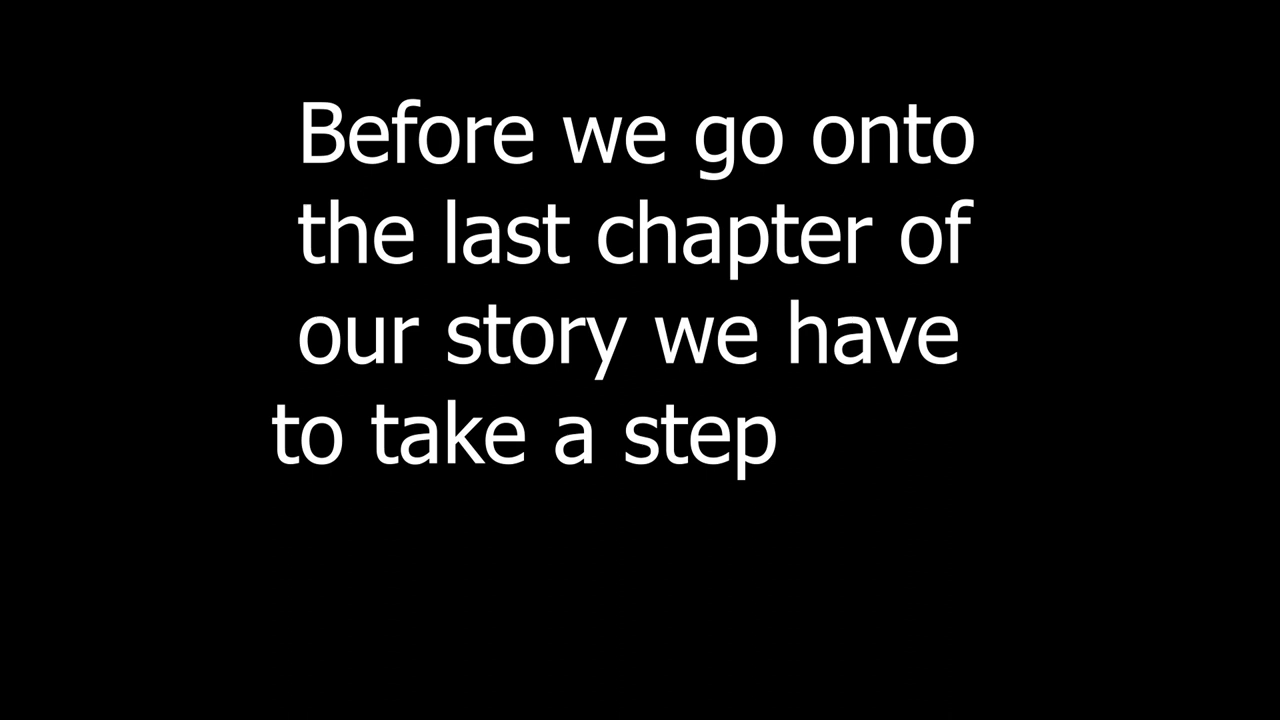 Before we go onto
the last chapter of
our story we have
to take a step